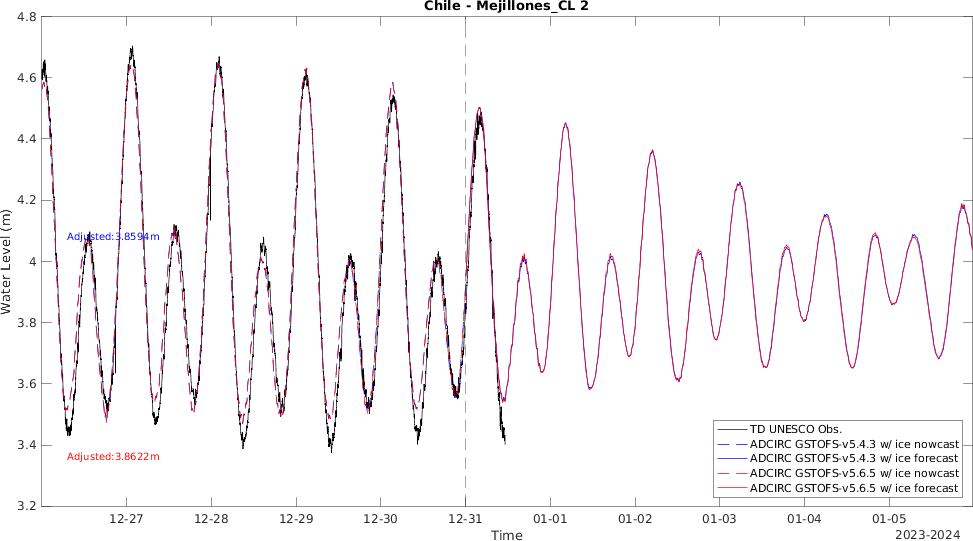 Chile - Mejillones_CL 2
4.8
4.6
4.4
4.2
4
3.8
3.6
3.4
3.2
Water Level (m)
Adjusted:3.8594m
Adjusted:3.8622m
TD UNESCO Obs.
ADCIRC GSTOFS-v5.4.3 w/ ice nowcast
ADCIRC GSTOFS-v5.4.3 w/ ice forecast
ADCIRC GSTOFS-v5.6.5 w/ ice nowcast
ADCIRC GSTOFS-v5.6.5 w/ ice forecast
12-27 12-28 12-29 12-30 12-31 01-01 01-02 01-03 01-04 01-05
Time
2023-2024